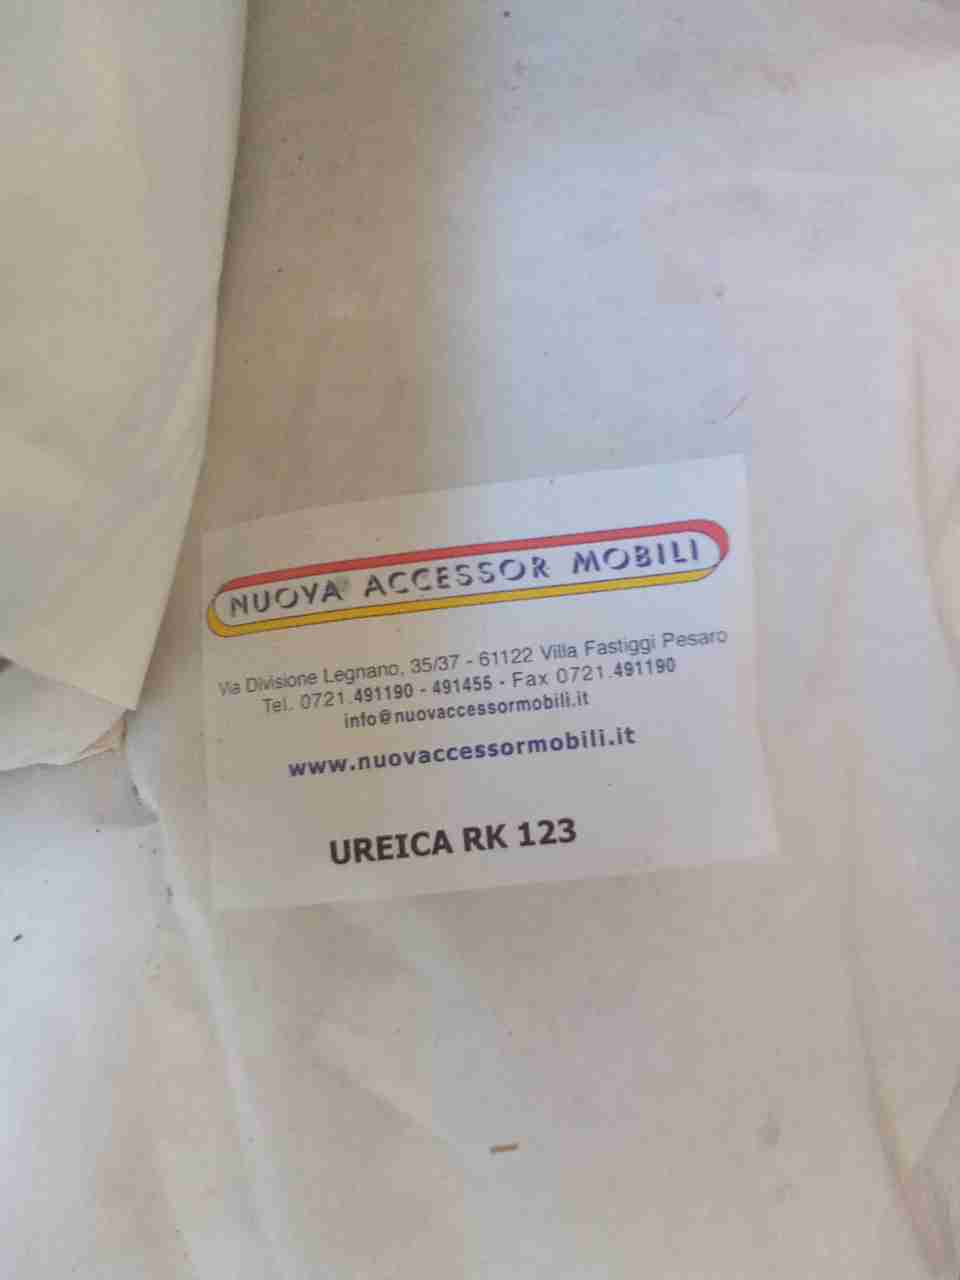 NUOVA ACCESSOR MOBILI
Via Divisione Legnano, 35/37 - 61122 Villa Fastiggi Pesaro
Tel. 0721.491190 - 491455 - Fax 0721.491190
info@nuovaccessormobili.it
www.nuovaccessormobili.it
UREICA RK 123